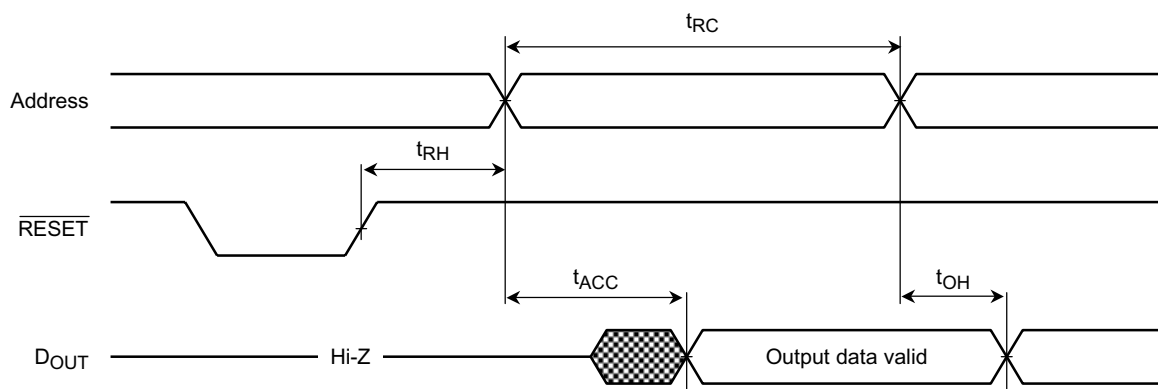 tRC
Address
tRH
RESET
tACC
tOH
DOUT
Hi-Z
Output data valid